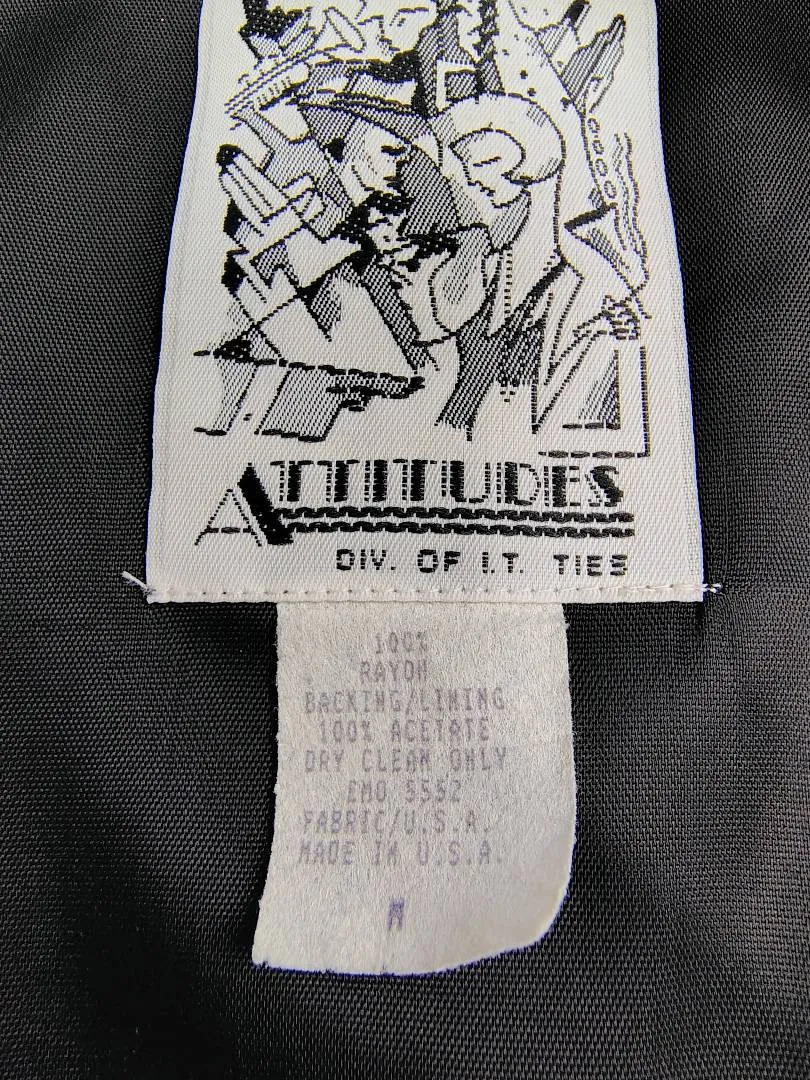 ATTITUDES
DIV. OF I.T. TIES
100%
RAYON
BACKING/LINING
100% ACETATE
DRY CLEAN ONLY
EMO 5552
FABRIC/U.S.A.
MADE IN U.S.A.
M